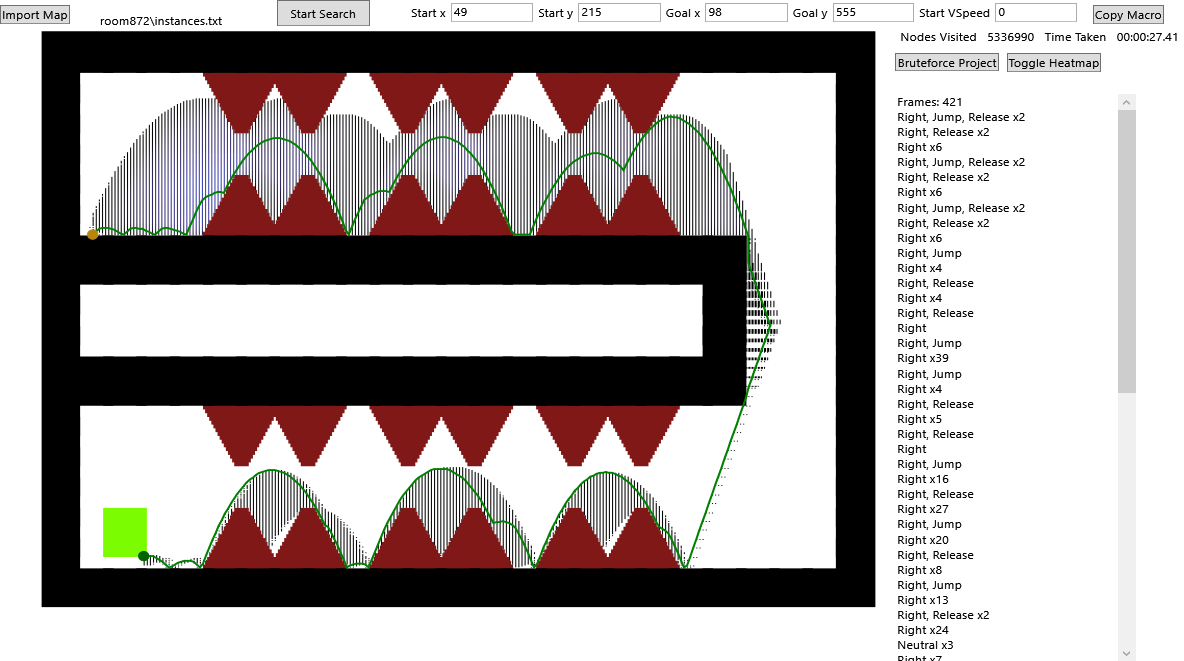 Import Map
room872\instances.txt
Start Search
Start x 49 Start y 215 Goal x 98 Goal y 555 Start VSpeed 0
Copy Macro
Nodes Visited 5336990 Time Taken 00:00:27.41
Bruteforce Project Toggle Heatmap
Frames: 421
Right, Jump, Release x2
Right, Release x2
Right x6
Right, Jump, Release x2
Right, Release x2
Right x6
Right, Jump, Release x2
Right, Release x2
Right x6
Right, Jump
Right x4
Right, Release
Right x4
Right, Release
Right
Right, Jump
Right x39
Right, Jump
Right x4
Right, Release
Right x5
Right, Release
Right
Right, Jump
Right x16
Right, Release
Right x27
Right, Jump
Right x20
Right, Release
Right x8
Right, Jump
Right x13
Right, Release x2
Right x24
Neutral x3
Right x7